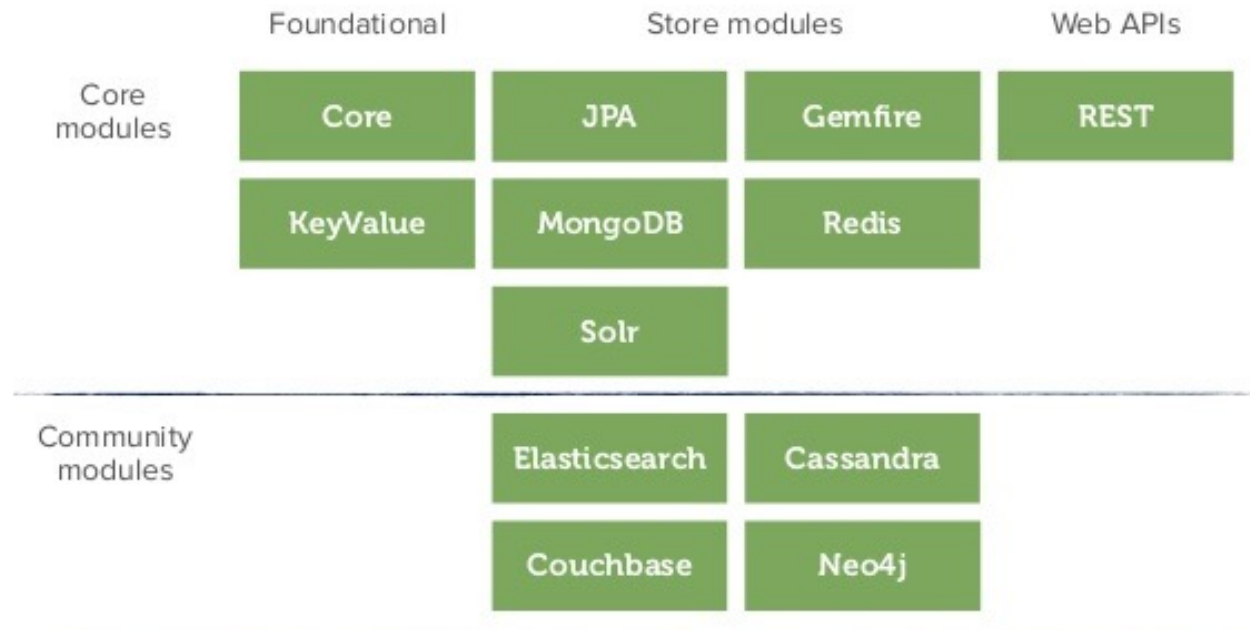 Foundational Store modules Web APIs
Core
modules
Core JPA Gemfire REST
KeyValue MongoDB Redis
Solr
Community
modules
Elasticsearch Cassandra
Couchbase Neo4j